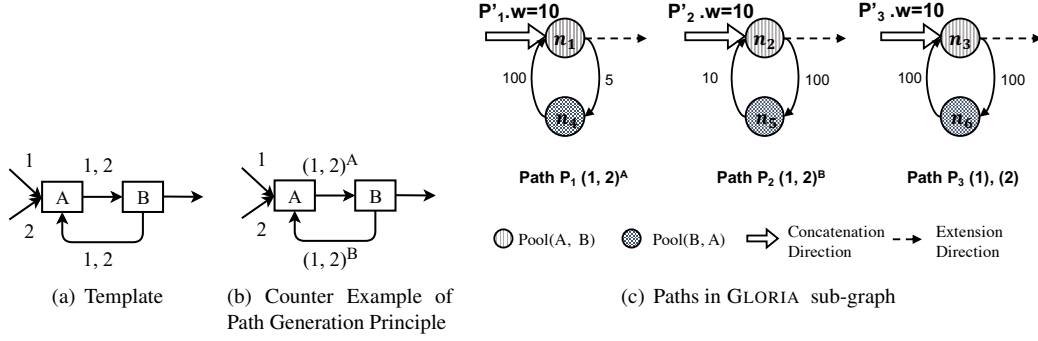 P'₁.w=10
P'₂ .w=10
P'₃ .w=10
n₁
n₂
n₃
100
5
10
100
100
100
n₄
n₅
n₆
Path P₁ (1, 2)ᴬ
Path P₂ (1, 2)ᴮ
Path P₃ (1), (2)
1
1, 2
A
B
2
1, 2
1
(1, 2)ᴬ
A
B
2
(1, 2)ᴮ
Pool(A, B)
Pool(B, A)
Concatenation
Direction
Extension
Direction
(a) Template
(b) Counter Example of
Path Generation Principle
(c) Paths in GLORIA sub-graph